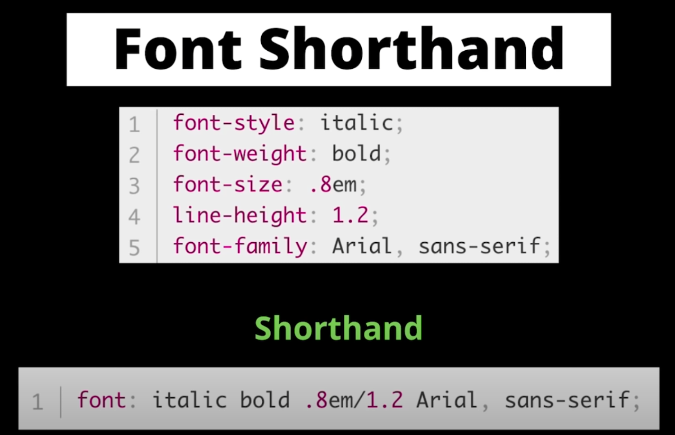 Font Shorthand
1 font-style: italic;
2 font-weight: bold;
3 font-size: .8em;
4 line-height: 1.2;
5 font-family: Arial, sans-serif;
Shorthand
1 font: italic bold .8em/1.2 Arial, sans-serif;